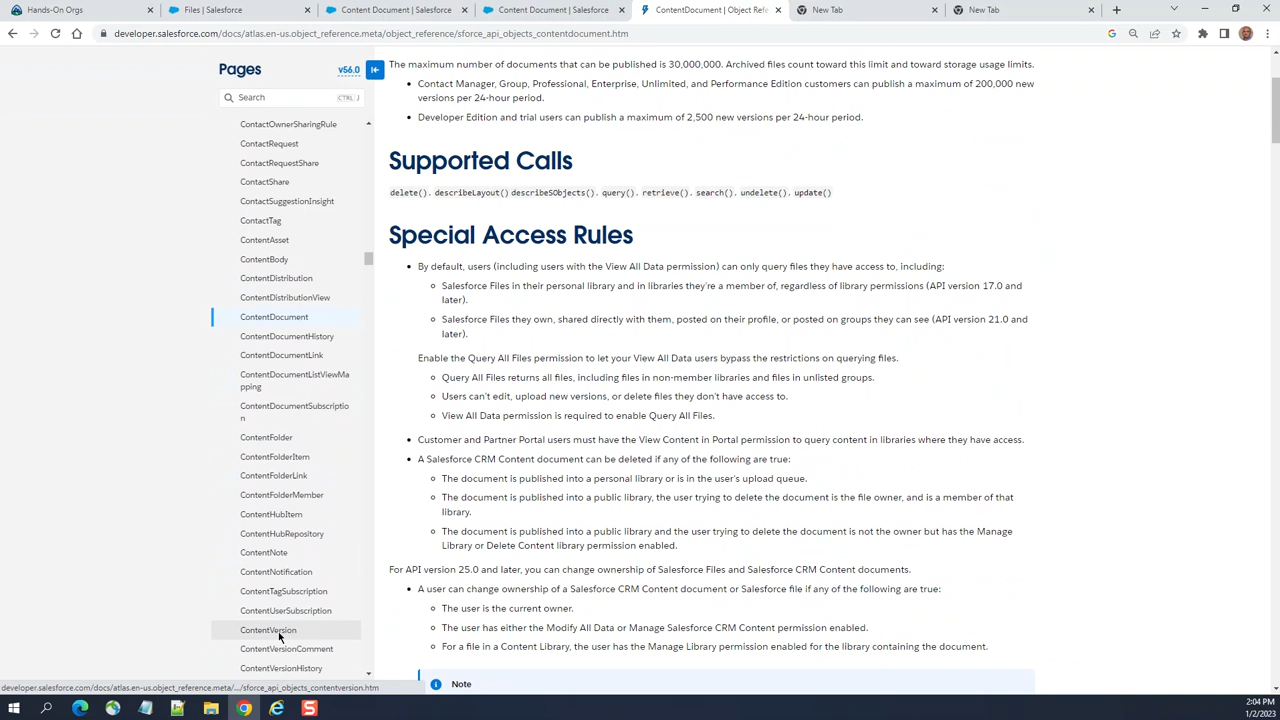 Hands-On Orgs
Files | Salesforce
Content Document | Salesforce
Content Document | Salesforce
ContentDocument | Object Refe
New Tab
New Tab
developer.salesforce.com/docs/atlas.en-us.object_reference.meta/object_reference/sforce_api_objects_contentdocument.htm
Pages
v56.0
Search
CTRL J
ContactOwnerSharingRule
ContactRequest
ContactRequestShare
ContactShare
ContactSuggestionInsight
ContactTag
ContentAsset
ContentBody
ContentDistribution
ContentDistributionView
ContentDocument
ContentDocumentHistory
ContentDocumentLink
ContentDocumentListViewMa
pping
ContentDocumentSubscriptio
n
ContentFolder
ContentFolderItem
ContentFolderLink
ContentFolderMember
ContentHubItem
ContentHubRepository
ContentNote
ContentNotification
ContentTagSubscription
ContentUserSubscription
ContentVersion
ContentVersionComment
ContentVersionHistory
The maximum number of documents that can be published is 30,000,000. Archived files count toward this limit and toward storage usage limits.
Contact Manager, Group, Professional, Enterprise, Unlimited, and Performance Edition customers can publish a maximum of 200,000 new
versions per 24-hour period.
Developer Edition and trial users can publish a maximum of 2,500 new versions per 24-hour period.
Supported Calls
delete(). describeLayout() describeSObjects(). query(). retrieve(). search(). undelete(). update()
Special Access Rules
By default, users (including users with the View All Data permission) can only query files they have access to, including:
Salesforce Files in their personal library and in libraries they're a member of, regardless of library permissions (API version 17.0 and
later).
Salesforce Files they own, shared directly with them, posted on their profile, or posted on groups they can see (API version 21.0 and
later).
Enable the Query All Files permission to let your View All Data users bypass the restrictions on querying files.
Query All Files returns all files, including files in non-member libraries and files in unlisted groups.
Users can't edit, upload new versions, or delete files they don't have access to.
View All Data permission is required to enable Query All Files.
Customer and Partner Portal users must have the View Content in Portal permission to query content in libraries where they have access.
A Salesforce CRM Content document can be deleted if any of the following are true:
The document is published into a personal library or is in the user's upload queue.
The document is published into a public library, the user trying to delete the document is the file owner, and is a member of that
library.
The document is published into a public library and the user trying to delete the document is not the owner but has the Manage
Library or Delete Content library permission enabled.
For API version 25.0 and later, you can change ownership of Salesforce Files and Salesforce CRM Content documents.
A user can change ownership of a Salesforce CRM Content document or Salesforce file if any of the following are true:
The user is the current owner.
The user has either the Modify All Data or Manage Salesforce CRM Content permission enabled.
For a file in a Content Library, the user has the Manage Library permission enabled for the library containing the document.
Note
developer.salesforce.com/docs/atlas.en-us.object_reference.meta/.../sforce_api_objects_contentversion.htm
2:04 PM
1/2/2023